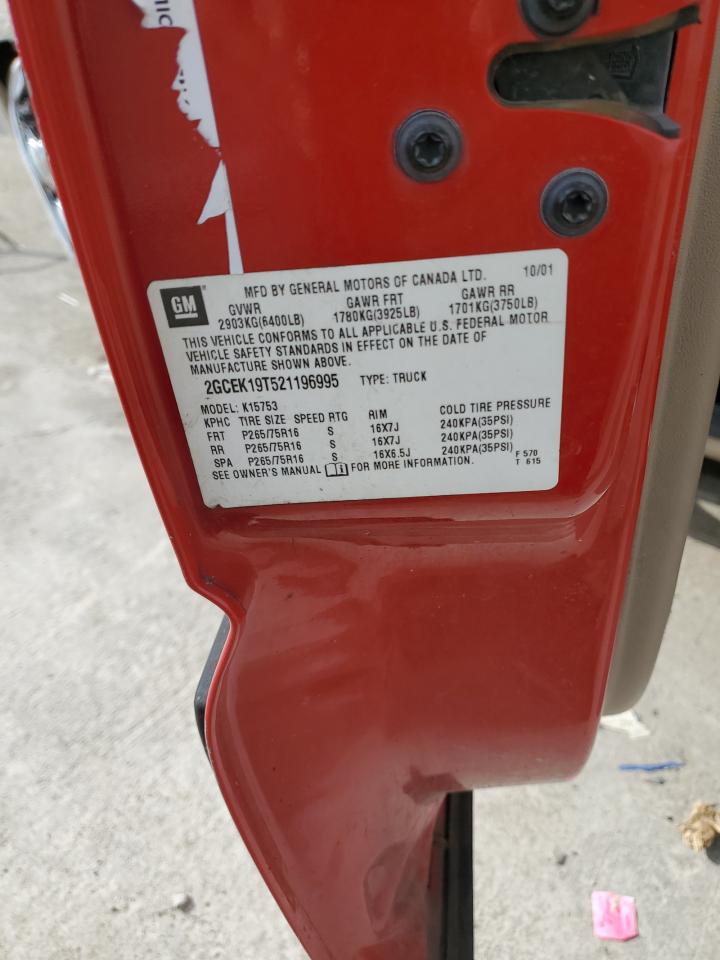 GM
MFD BY GENERAL MOTORS OF CANADA LTD. 10/01
GVWR GAWR FRT GAWR RR
2903KG(6400LB) 1780KG(3925LB) 1701KG(3750LB)
THIS VEHICLE CONFORMS TO ALL APPLICABLE U.S. FEDERAL MOTOR
VEHICLE SAFETY STANDARDS IN EFFECT ON THE DATE OF
MANUFACTURE SHOWN ABOVE.
2GCEK19T521196995 TYPE: TRUCK
MODEL: K15753
KPHC TIRE SIZE SPEED RTG RIM COLD TIRE PRESSURE
FRT P265/75R16 S 16X7J 240KPA(35PSI)
RR P265/75R16 S 16X7J 240KPA(35PSI)
SPA P265/75R16 S 16X6.5J 240KPA(35PSI) F 570
SEE OWNER'S MANUAL FOR MORE INFORMATION. T 615